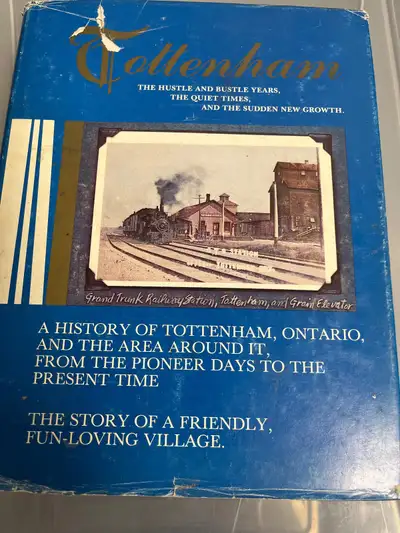 Tottenham
THE HUSTLE AND BUSTLE YEARS,
THE QUIET TIMES,
AND THE SUDDEN NEW GROWTH.
STATION
Grand Trunk Railway Station, Tottenham, and Grain Elevator
A HISTORY OF TOTTENHAM, ONTARIO,
AND THE AREA AROUND IT,
FROM THE PIONEER DAYS TO THE
PRESENT TIME
THE STORY OF A FRIENDLY,
FUN-LOVING VILLAGE.